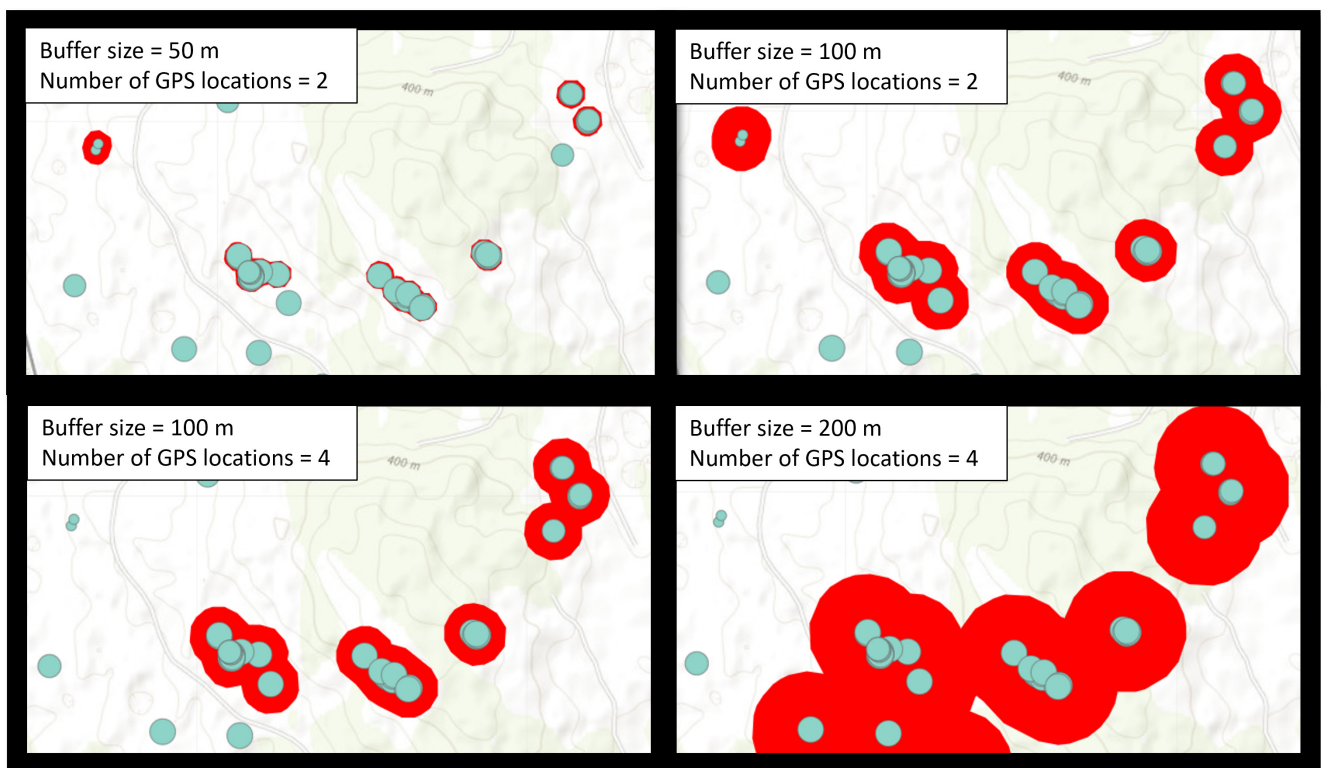 Buffer size = 50 m
Number of GPS locations = 2
400 m
Buffer size = 100 m
Number of GPS locations = 2
400 m
Buffer size = 100 m
Number of GPS locations = 4
400 m
Buffer size = 200 m
Number of GPS locations = 4
400 m